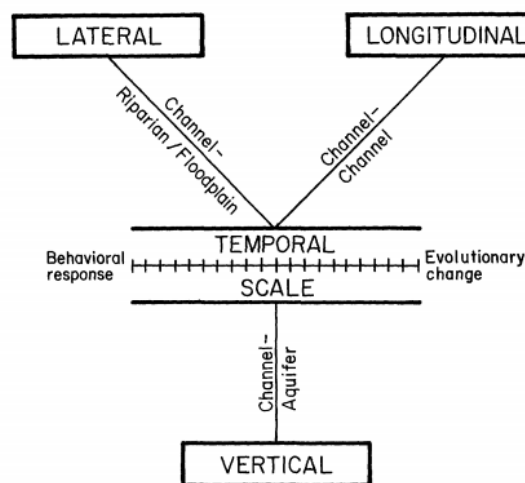 LATERAL
LONGITUDINAL
Channel-
Riparian/Floodplain
Channel-
Channel
TEMPORAL
Behavioral
response
Evolutionary
change
SCALE
Channel-
Aquifer
VERTICAL